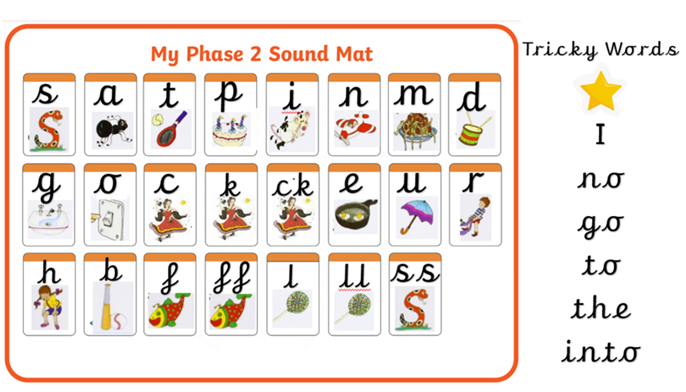 My Phase 2 Sound Mat
s a t p i n m d
g o c k ck e u r
h b f ff l ll ss
Tricky Words
I
no
go
to
the
into